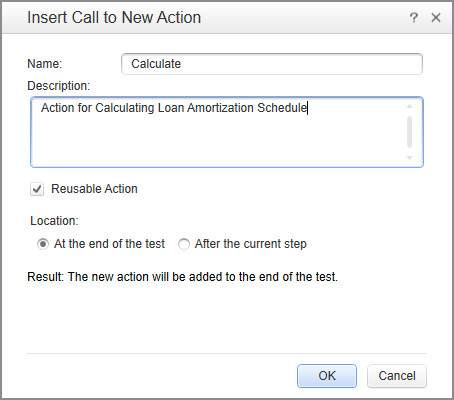 Insert Call to New Action ? ×
Name: Calculate
Description:
Action for Calculating Loan Amortization Schedule
Reusable Action
Location:
At the end of the test After the current step
Result: The new action will be added to the end of the test.
OK Cancel